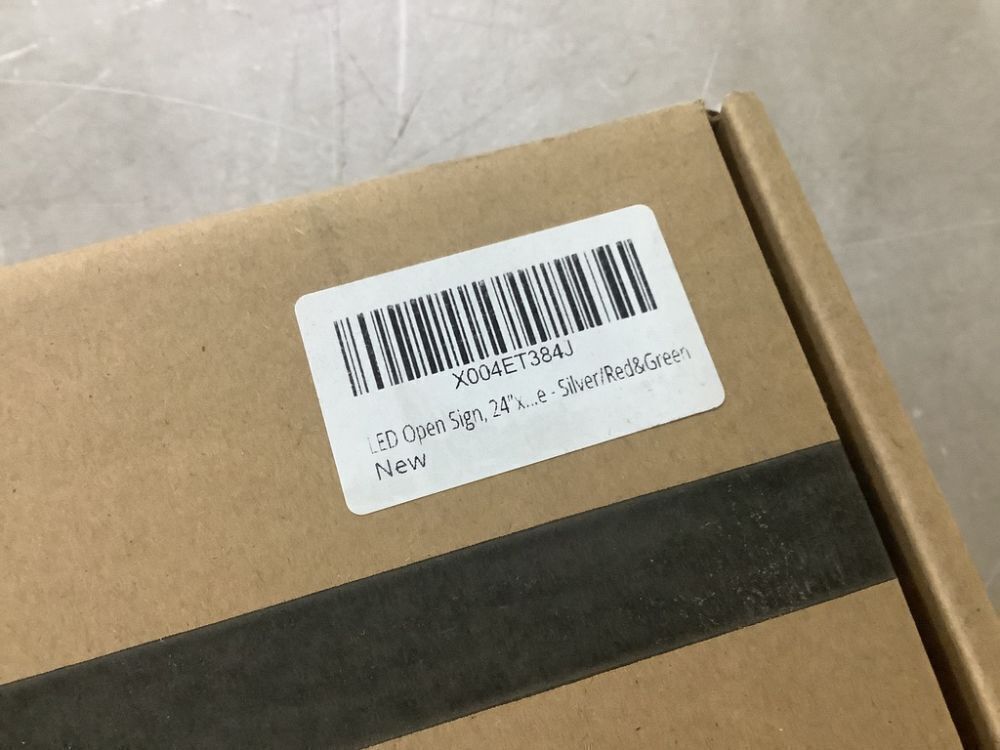 X004ET384J
LED Open Sign, 24"x...e - Silver/Red&Green
New